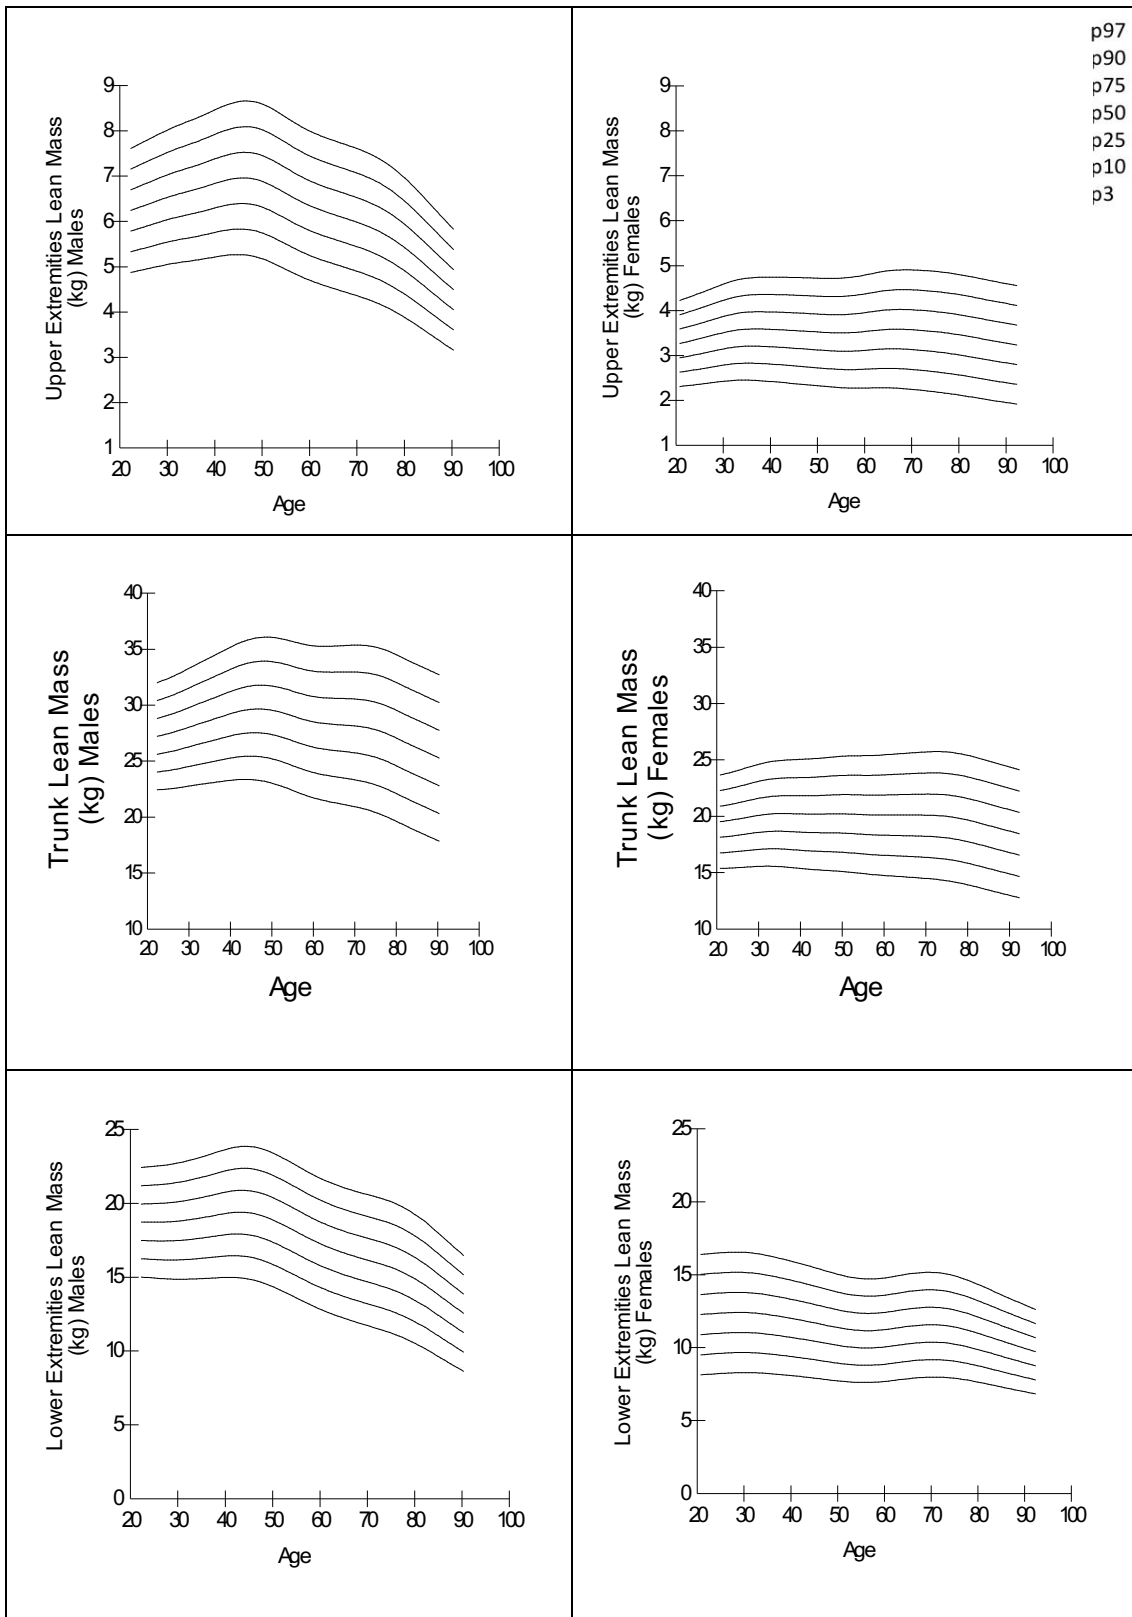 p97
p90
p75
p50
p25
p10
p3
Upper Extremities Lean Mass
(kg) Males
9
8
7
6
5
4
3
2
1
20 30 40 50 60 70 80 90 100
Age
Upper Extremities Lean Mass
(kg) Females
9
8
7
6
5
4
3
2
1
20 30 40 50 60 70 80 90 100
Age
Trunk Lean Mass
(kg) Males
40
35
30
25
20
15
10
20 30 40 50 60 70 80 90 100
Age
Trunk Lean Mass
(kg) Females
40
35
30
25
20
15
10
20 30 40 50 60 70 80 90 100
Age
Lower Extremities Lean Mass
(kg) Males
25
20
15
10
5
0
20 30 40 50 60 70 80 90 100
Age
Lower Extremities Lean Mass
(kg) Females
25
20
15
10
5
0
20 30 40 50 60 70 80 90 100
Age